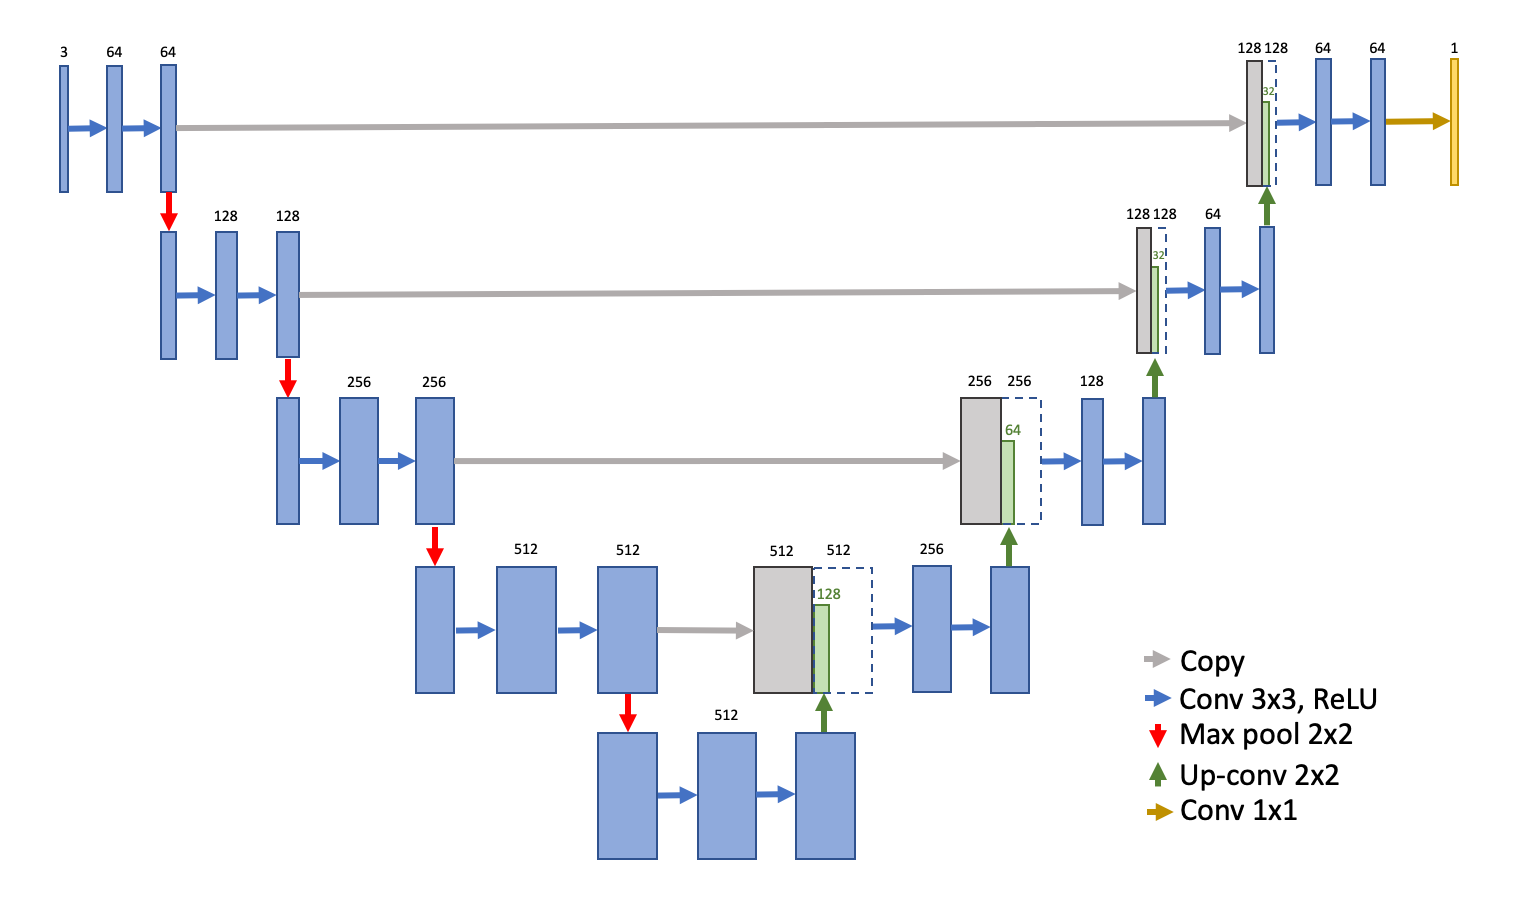 3 64 64 128 128 64 64 1
32
128 128 128 128 64
32
256 256 256 256 128
64
512 512 512 512 256
128
512
Copy
Conv 3x3, ReLU
Max pool 2x2
Up-conv 2x2
Conv 1x1